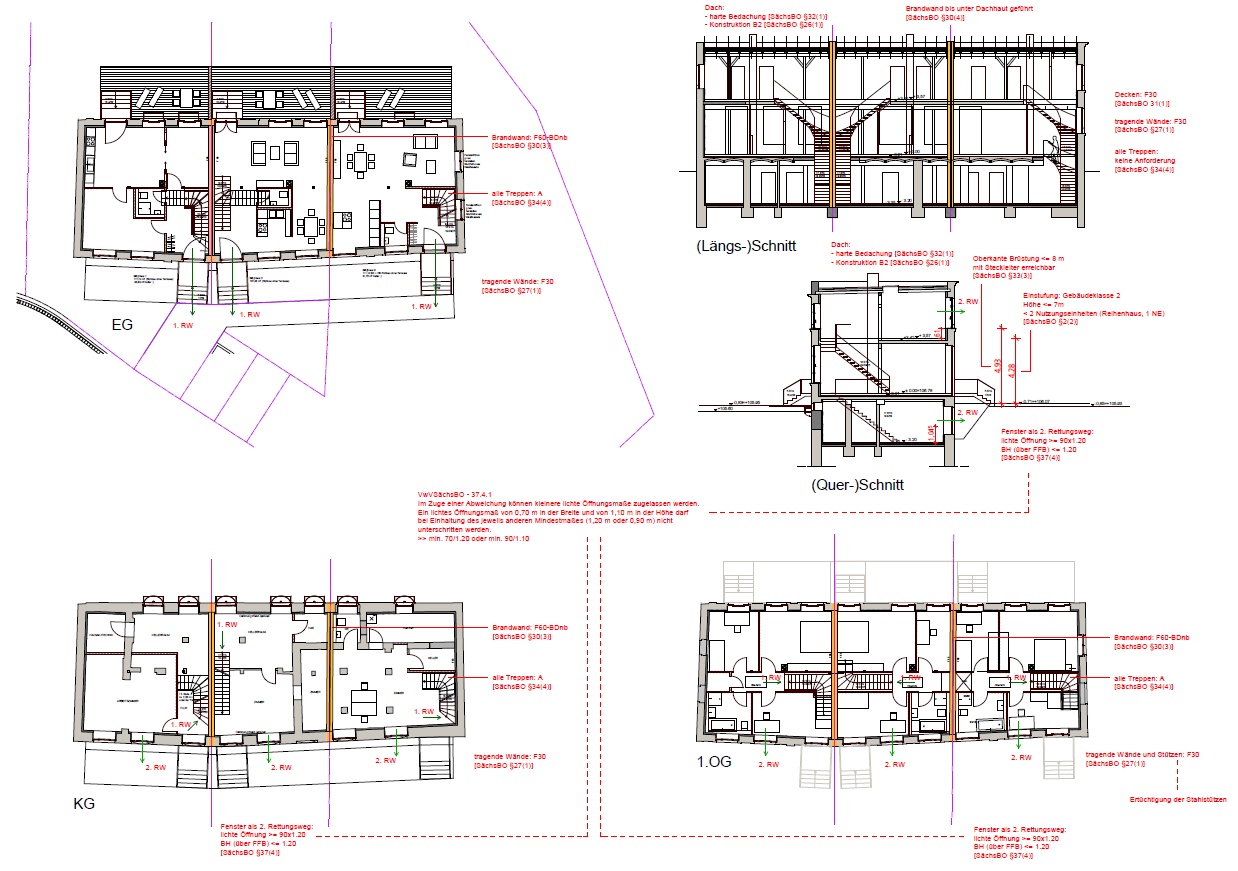 Dach:
- harte Bedachung [SächsBO §32(1)]
- Konstruktion B2 [SächsBO §26(1)]
Brandwand bis unter Dachhaut geführt
[SächsBO §30(4)]
Decken: F30
[SächsBO 31(1)]
tragende Wände: F30
[SächsBO §27(1)]
alle Treppen:
keine Anforderung
[SächsBO §34(4)]
(Längs-)Schnitt
Brandwand: F60-BDnb
[SächsBO §30(3)]
alle Treppen: A
[SächsBO §34(4)]
tragende Wände: F30
[SächsBO §27(1)]
1. RW
1. RW
1. RW
EG
Dach:
- harte Bedachung [SächsBO §32(1)]
- Konstruktion B2 [SächsBO §26(1)]
Oberkante Brüstung <= 8 m
mit Steckleiter erreichbar
[SächsBO §33(3)]
Einstufung: Gebäudeklasse 2
Höhe <= 7m
< 2 Nutzungseinheiten (Reihenhaus, 1 NE)
[SächsBO §2(2)]
2. RW
4.93
4.28
2. RW
Fenster als 2. Rettungsweg:
lichte Öffnung >= 90x1.20
BH (über FFB) <= 1.20
[SächsBO §37(4)]
(Quer-)Schnitt
VwVSächsBO - 37.4.1
Im Zuge einer Abweichung können kleinere lichte Öffnungsmaße zugelassen werden.
Ein lichtes Öffnungsmaß von 0,70 m in der Breite und von 1,10 m in der Höhe darf
bei Einhaltung des jeweils anderen Mindestmaßes (1,20 m oder 0,90 m) nicht
unterschritten werden.
>> min. 70/1.20 oder min. 90/1.10
1. RW
Brandwand: F60-BDnb
[SächsBO §30(3)]
alle Treppen: A
[SächsBO §34(4)]
1. RW
1. RW
2. RW
2. RW
2. RW
tragende Wände: F30
[SächsBO §27(1)]
KG
Fenster als 2. Rettungsweg:
lichte Öffnung >= 90x1.20
BH (über FFB) <= 1.20
[SächsBO §37(4)]
Brandwand: F60-BDnb
[SächsBO §30(3)]
alle Treppen: A
[SächsBO §34(4)]
1. RW
1. RW
1. RW
2. RW
2. RW
2. RW
1.OG
tragende Wände und Stützen: F30
[SächsBO §27(1)]
Ertüchtigung der Stahlstützen
Fenster als 2. Rettungsweg:
lichte Öffnung >= 90x1.20
BH (über FFB) <= 1.20
[SächsBO §37(4)]